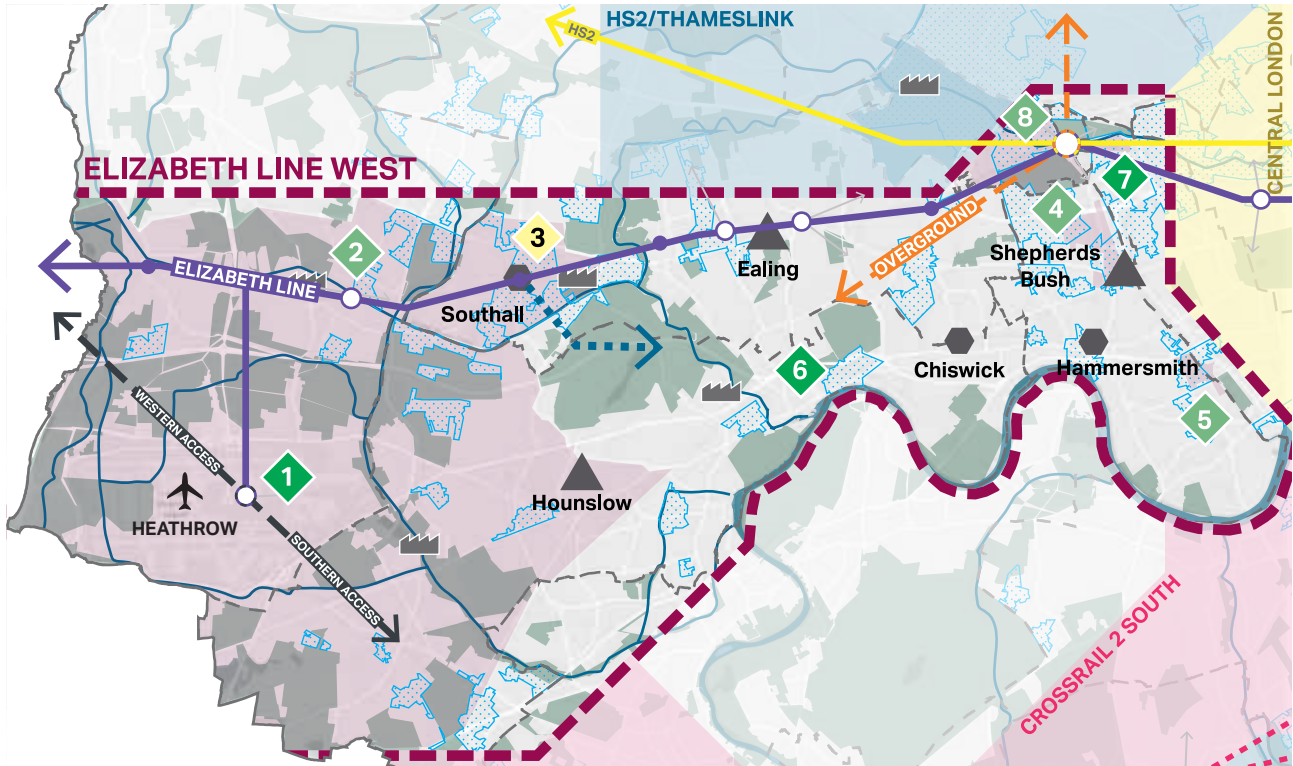 HS2/THAMESLINK
HS2
CENTRAL LONDON
8
ELIZABETH LINE WEST
7
4
OVERGROUND
2
3
Shepherds
Bush
Ealing
ELIZABETH LINE
Southall
6
Chiswick
Hammersmith
5
WESTERN ACCESS
1
Hounslow
HEATHROW
SOUTHERN ACCESS
CROSSRAIL 2 SOUTH